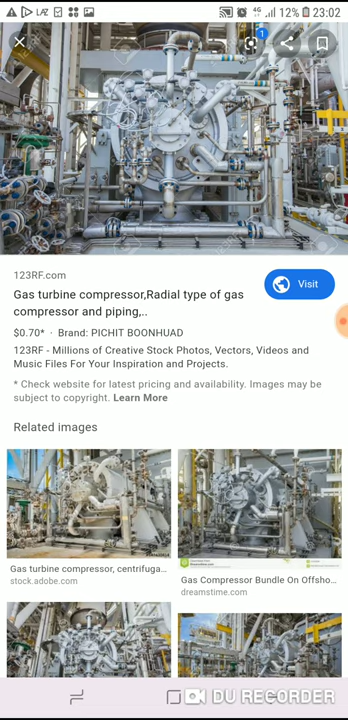 LAZ
4G
12%
23:02
1
123RF.com
Gas turbine compressor,Radial type of gas
compressor and piping,..
Visit
$0.70* · Brand: PICHIT BOONHUAD
123RF - Millions of Creative Stock Photos, Vectors, Videos and
Music Files For Your Inspiration and Projects.
* Check website for latest pricing and availability. Images may be
subject to copyright. Learn More
Related images
Gas turbine compressor, centrifuga...
stock.adobe.com
Gas Compressor Bundle On Offsho...
dreamstime.com
DU RECORDER